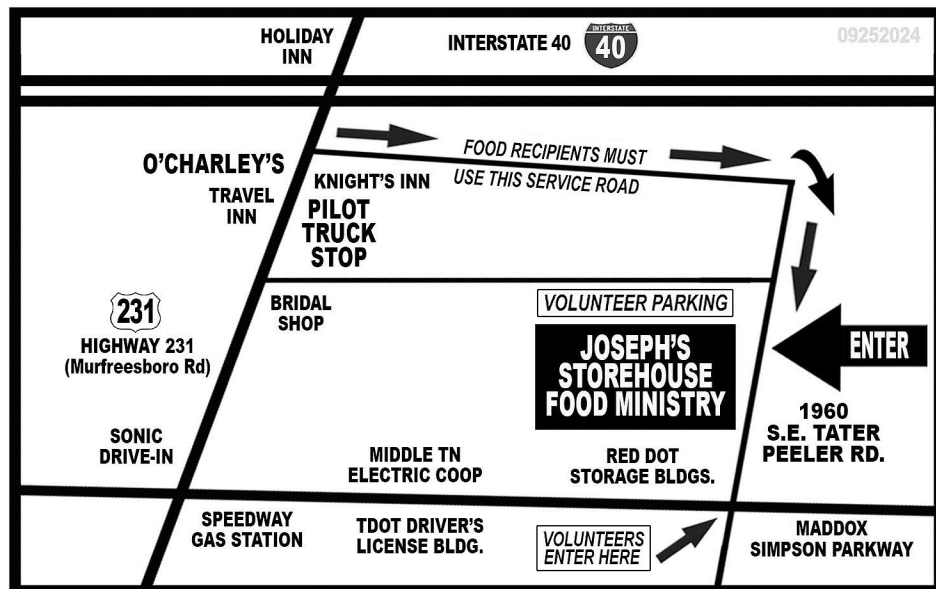 HOLIDAY
INN
INTERSTATE 40
INTERSTATE
40
09252024
FOOD RECIPIENTS MUST
USE THIS SERVICE ROAD
O'CHARLEY'S
TRAVEL
INN
KNIGHT'S INN
PILOT
TRUCK
STOP
BRIDAL
SHOP
231
HIGHWAY 231
(Murfreesboro Rd)
VOLUNTEER PARKING
JOSEPH'S
STOREHOUSE
FOOD MINISTRY
ENTER
1960
S.E. TATER
PEELER RD.
SONIC
DRIVE-IN
MIDDLE TN
ELECTRIC COOP
RED DOT
STORAGE BLDGS.
SPEEDWAY
GAS STATION
TDOT DRIVER'S
LICENSE BLDG.
VOLUNTEERS
ENTER HERE
MADDOX
SIMPSON PARKWAY